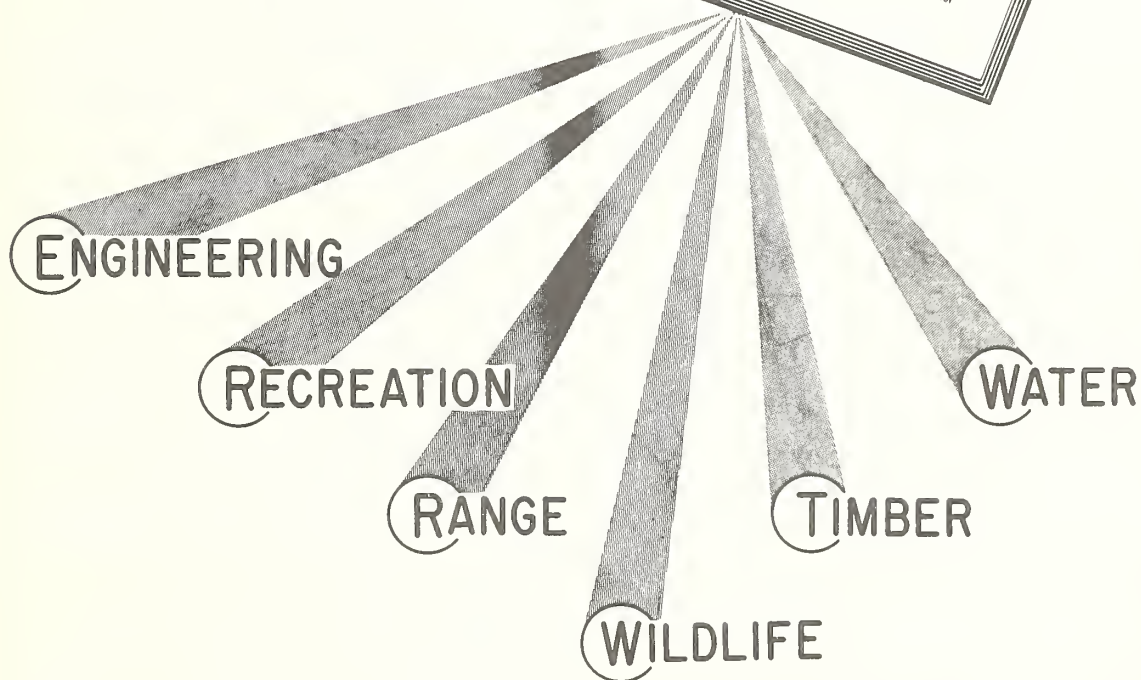 ENGINEERING
RECREATION
RANGE
WILDLIFE
TIMBER
WATER